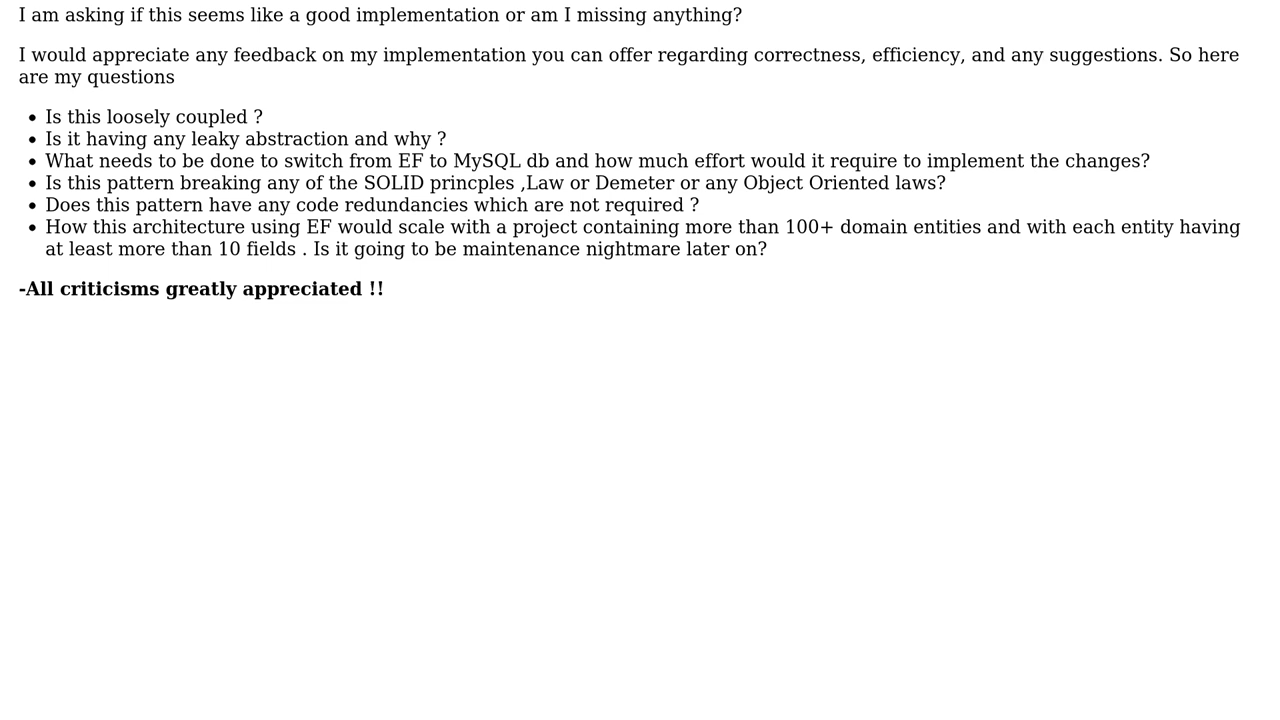 I am asking if this seems like a good implementation or am I missing anything?
I would appreciate any feedback on my implementation you can offer regarding correctness, efficiency, and any suggestions. So here
are my questions
• Is this loosely coupled ?
• Is it having any leaky abstraction and why ?
• What needs to be done to switch from EF to MySQL db and how much effort would it require to implement the changes?
• Is this pattern breaking any of the SOLID princples ,Law or Demeter or any Object Oriented laws?
• Does this pattern have any code redundancies which are not required ?
• How this architecture using EF would scale with a project containing more than 100+ domain entities and with each entity having
at least more than 10 fields . Is it going to be maintenance nightmare later on?
-All criticisms greatly appreciated !!